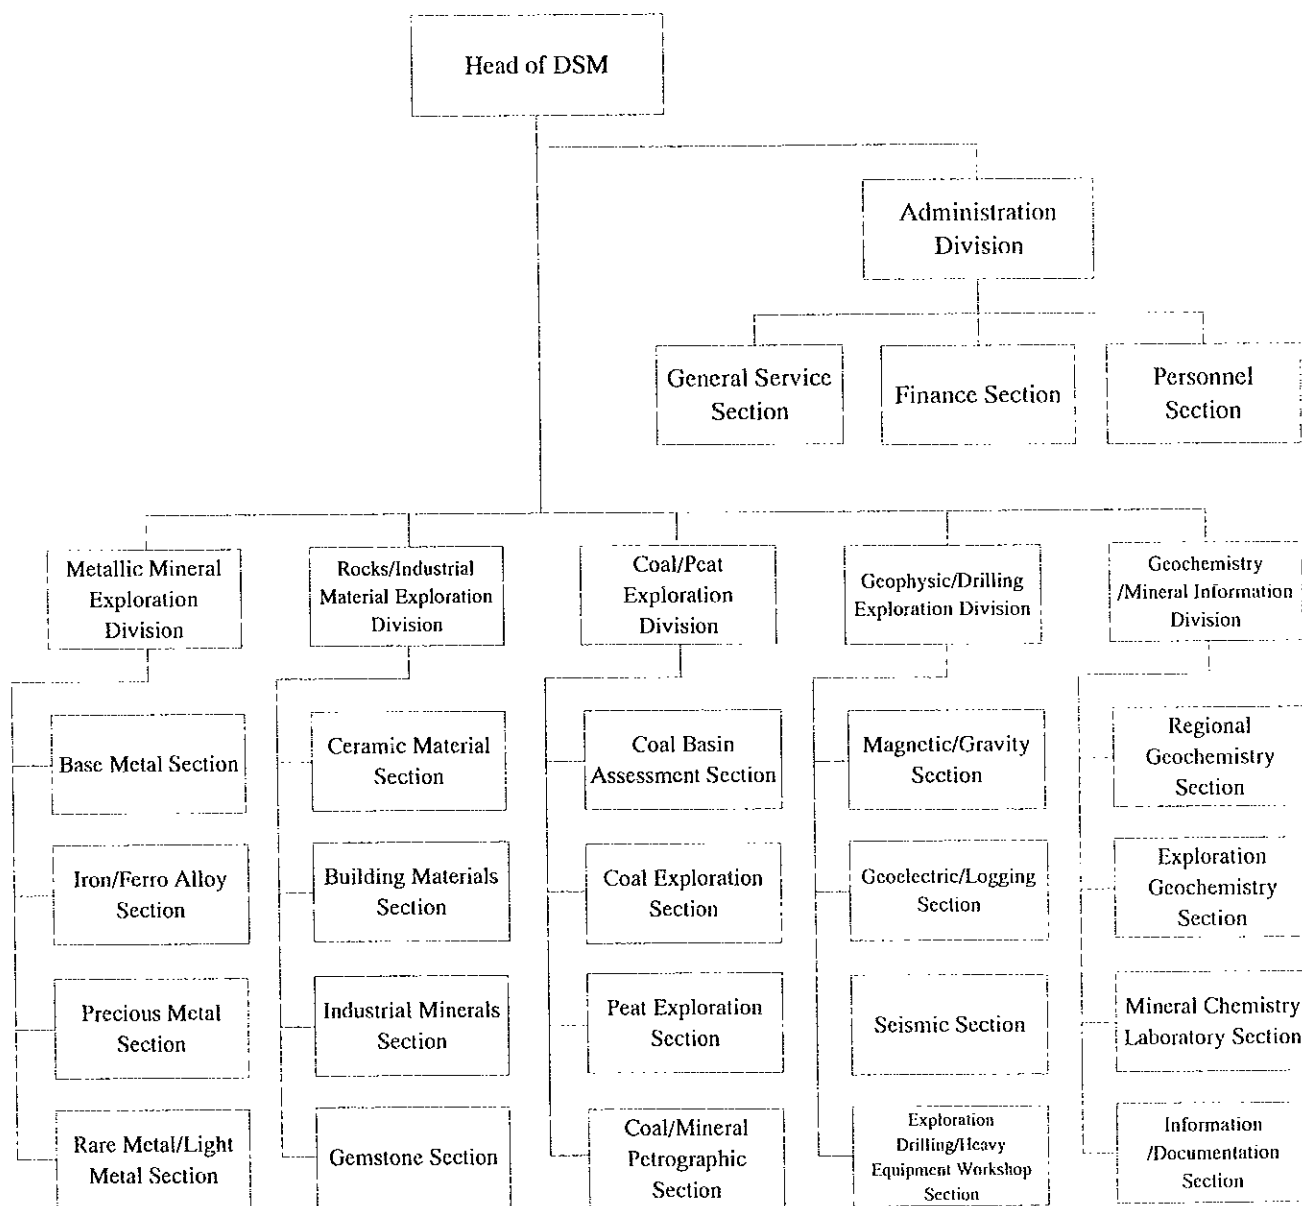 Head of DSM
Administration
Division
General Service
Section
Finance Section
Personnel
Section
Metallic Mineral
Exploration
Division
Rocks/Industrial
Material Exploration
Division
Coal/Peat
Exploration
Division
Geophysic/Drilling
Exploration Division
Geochemistry
/Mineral Information
Division
Base Metal Section
Iron/Ferro Alloy
Section
Precious Metal
Section
Rare Metal/Light
Metal Section
Ceramic Material
Section
Building Materials
Section
Industrial Minerals
Section
Gemstone Section
Coal Basin
Assessment Section
Coal Exploration
Section
Peat Exploration
Section
Coal/Mineral
Petrographic
Section
Magnetic/Gravity
Section
Geoelectric/Logging
Section
Seismic Section
Exploration
Drilling/Heavy
Equipment Workshop
Section
Regional
Geochemistry
Section
Exploration
Geochemistry
Section
Mineral Chemistry
Laboratory Section
Information
/Documentation
Section